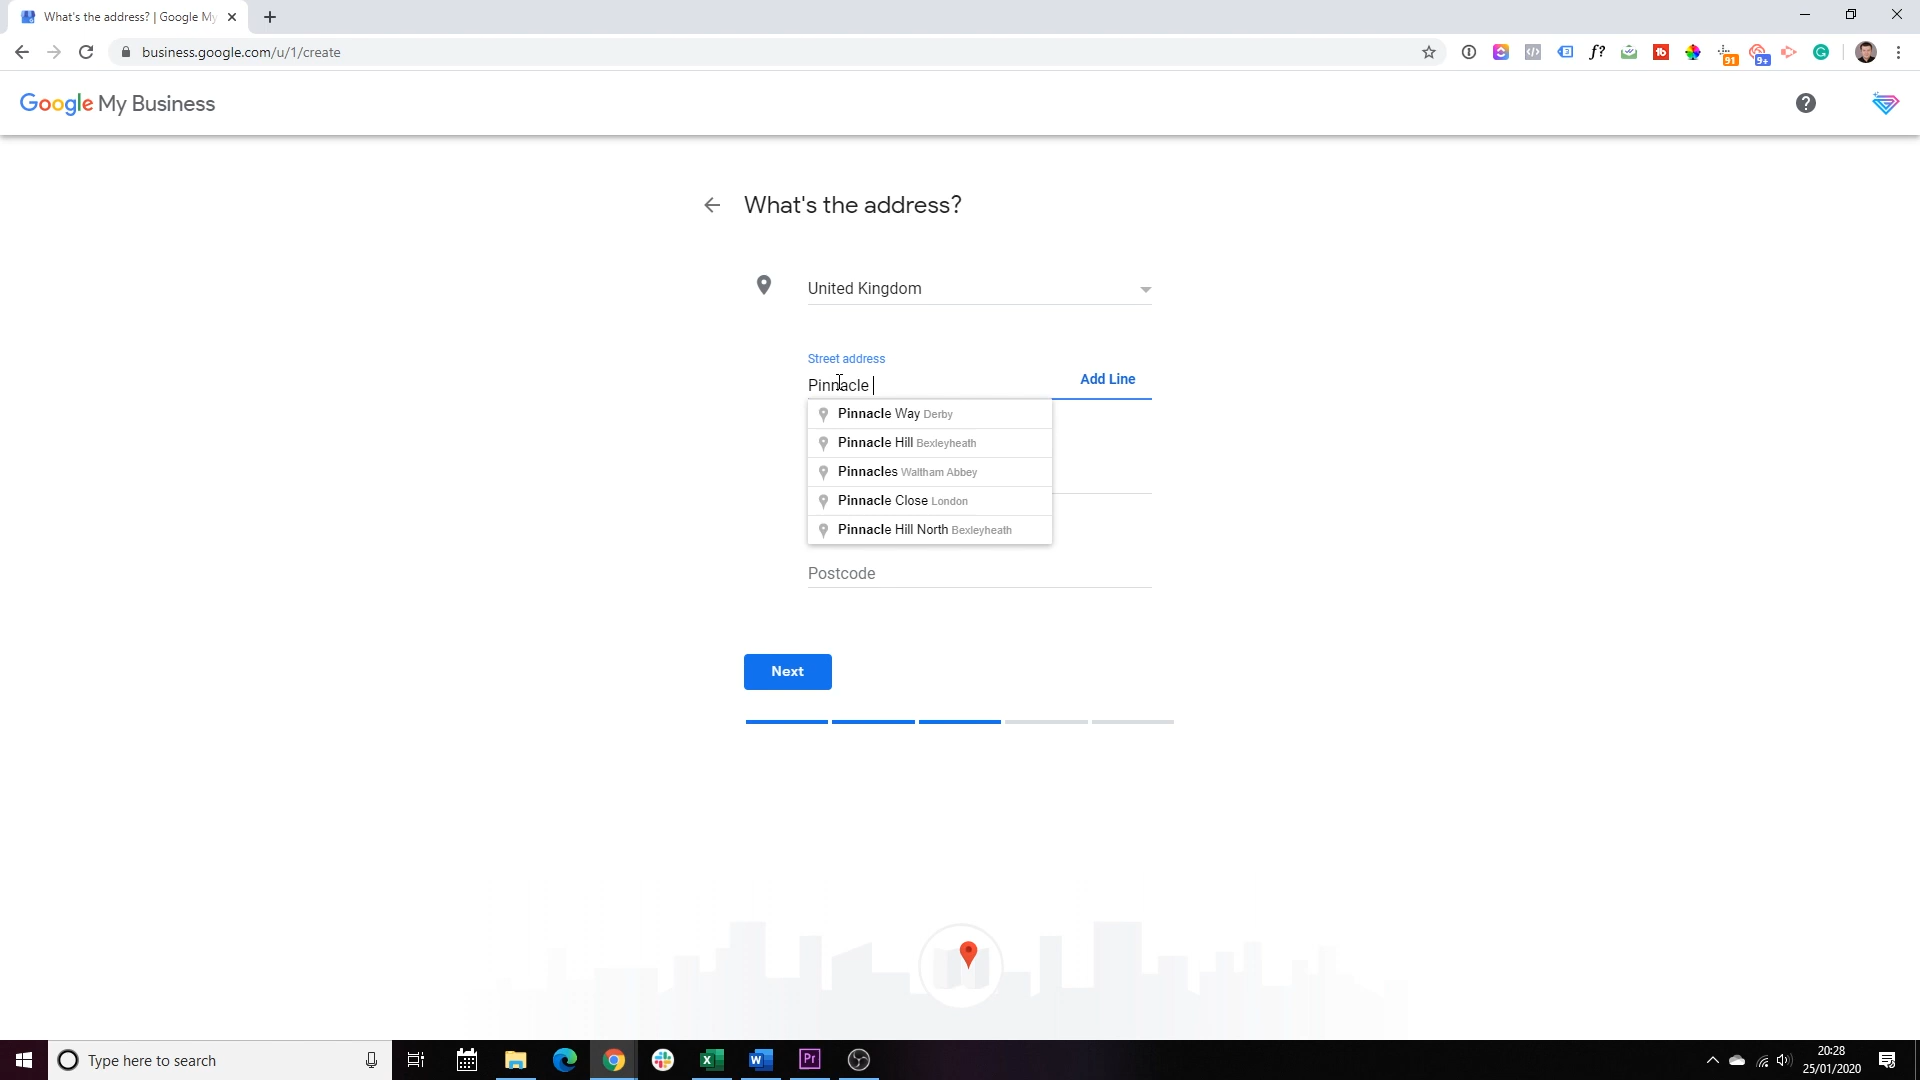 What's the address? | Google My
business.google.com/u/1/create
f?
91
9+
Google My Business
What's the address?
United Kingdom
Street address
Pinnacle
Add Line
Pinnacle Way Derby
Pinnacle Hill Bexleyheath
Pinnacles Waltham Abbey
Pinnacle Close London
Pinnacle Hill North Bexleyheath
Postcode
Next
Type here to search
20:28
25/01/2020